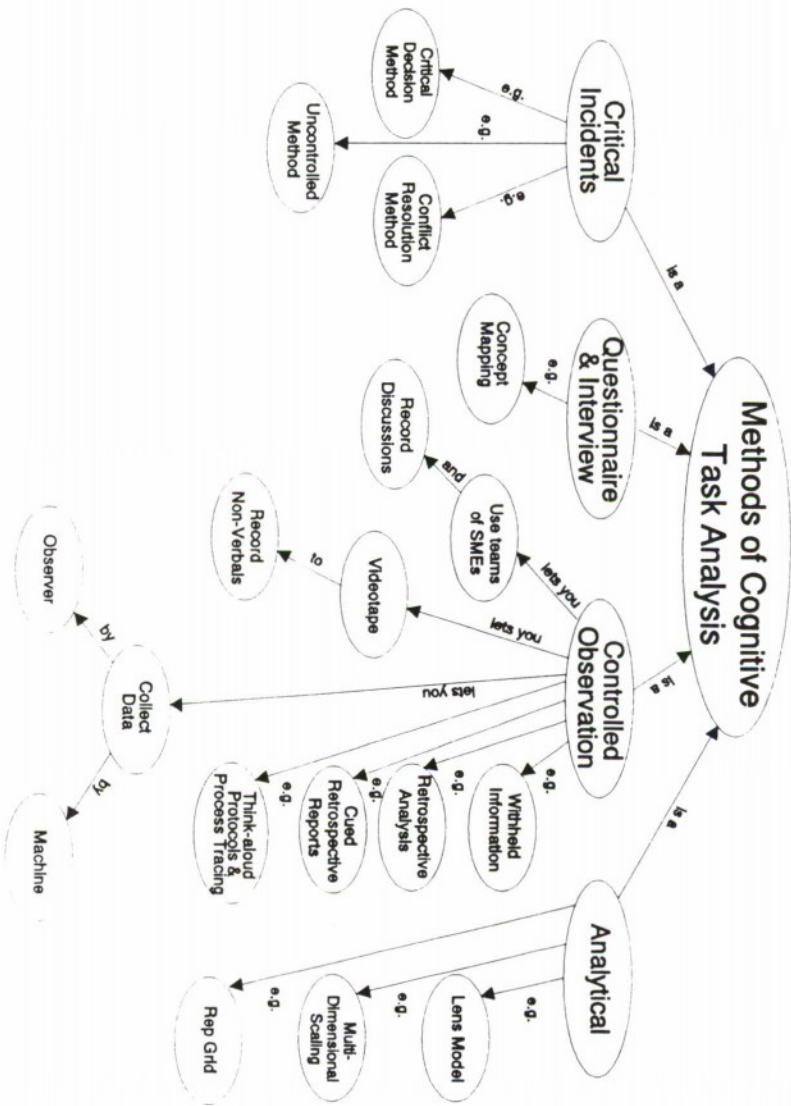 Methods of Cognitive
Task Analysis
is a
is a
is a
is a
Critical
Incidents
Questionnaire
& Interview
Controlled
Observation
Analytical
e.g.
e.g.
e.g.
Critical
Decision
Method
Uncontrolled
Method
Conflict
Resolution
Method
e.g.
Concept
Mapping
lets you
Use teams
of SMEs
and
Record
Discussions
lets you
Videotape
to
Record
Non-Verbals
lets you
Collect
Data
by
Observer
by
Machine
e.g.
Withheld
Information
e.g.
Retrospective
Analysis
e.g.
Cued
Retrospective
Reports
e.g.
Think-aloud
Protocols &
Process Tracing
e.g.
Lens Model
e.g.
Multi-
Dimensional
Scaling
e.g.
Rep Grid